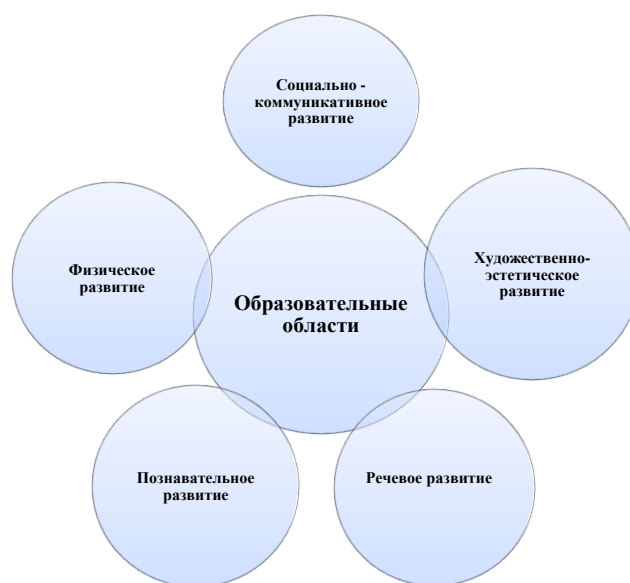 Социально -
коммуникативное
развитие
Физическое
развитие
Художественно-
эстетическое
развитие
Образовательные
области
Познавательное
развитие
Речевое развитие